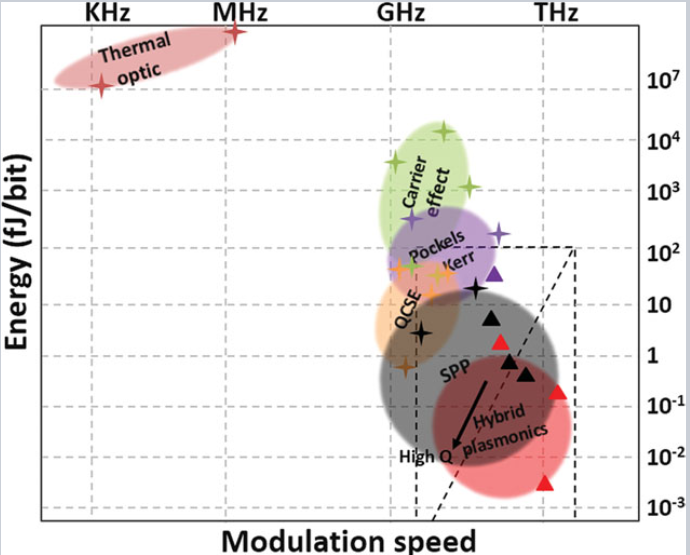 KHz MHz GHz THz
Thermal
optic
Carrier
effect
Pockels
Kerr
QCSE
SPP
Hybrid
plasmonics
High Q
10⁷
10⁴
10³
10²
10
1
10⁻¹
10⁻²
10⁻³
Energy (fJ/bit)
Modulation speed